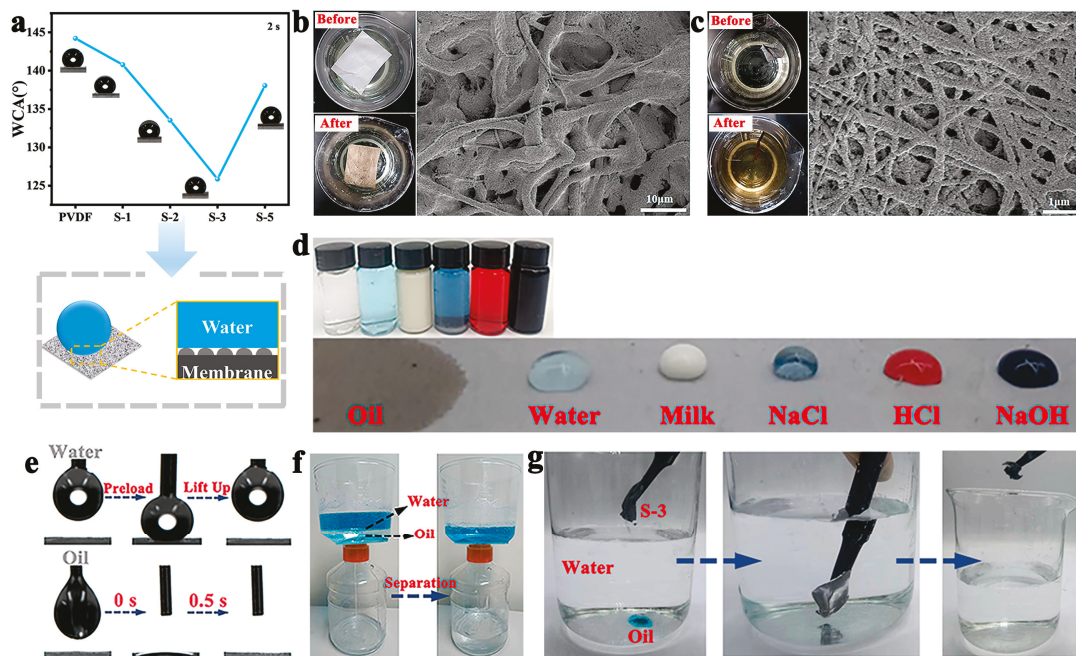 a
2 s
WCA(°)
145
140
135
130
125
PVDF S-1 S-2 S-3 S-5
Water
Membrane
b
Before
After
10μm
c
Before
After
1μm
d
Oil Water Milk NaCl HCl NaOH
e
Water
Preload Lift Up
Oil
0 s 0.5 s
f
Water
Oil
Separation
g
S-3
Water
Oil